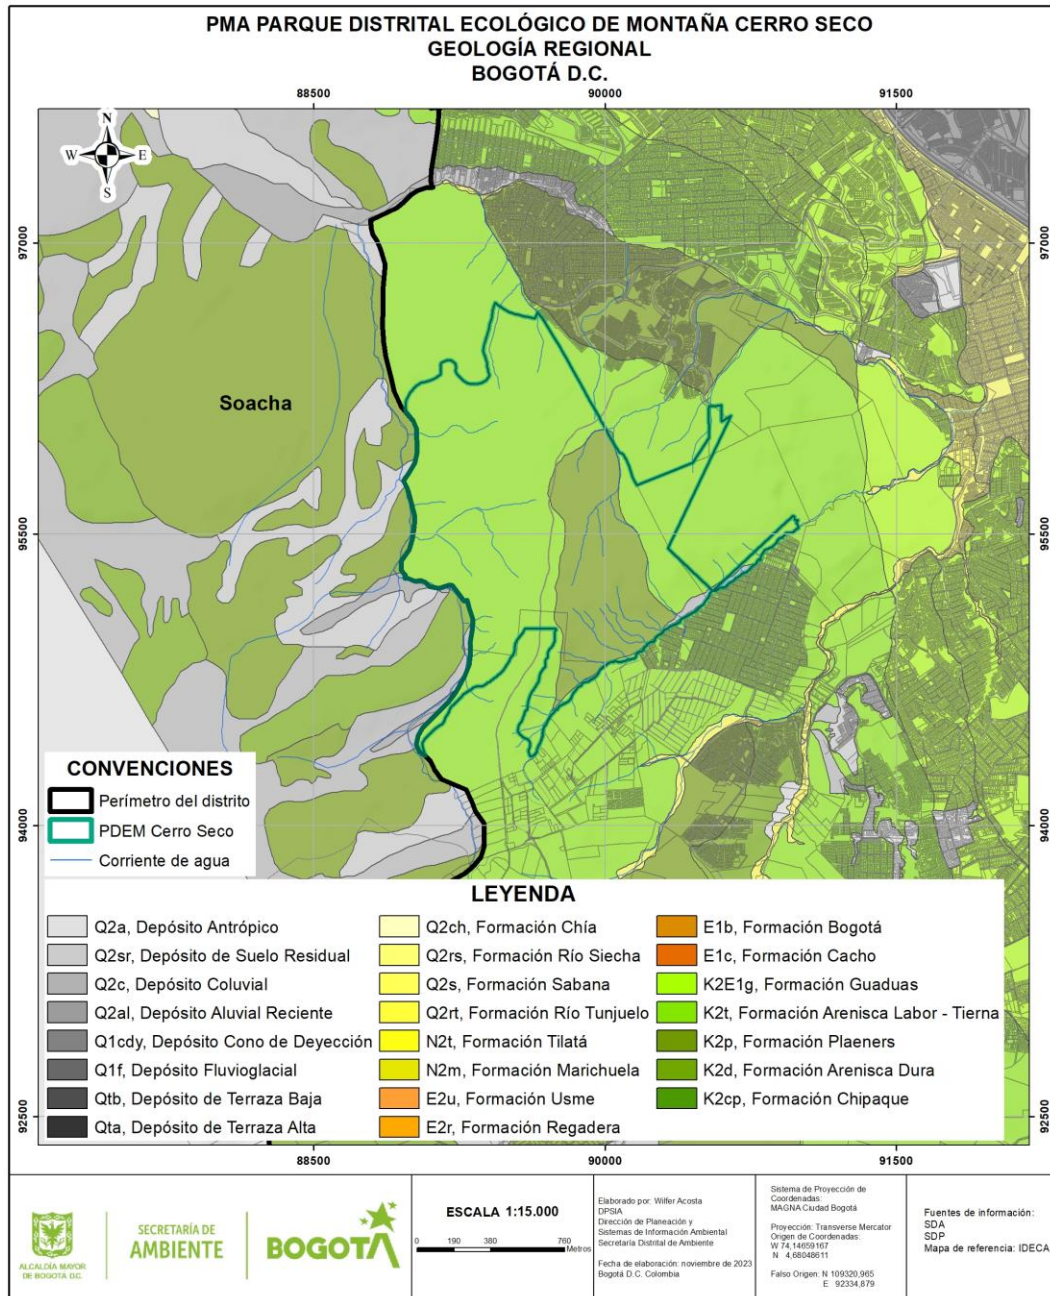 PMA PARQUE DISTRITAL ECOLÓGICO DE MONTAÑA CERRO SECO
GEOLOGÍA REGIONAL
BOGOTÁ D.C.
88500
90000
91500
N
W
E
S
97000
97000
Soacha
95500
95500
CONVENCIONES
Perímetro del distrito
PDEM Cerro Seco
Corriente de agua
94000
94000
LEYENDA
Q2a, Depósito Antrópico
Q2sr, Depósito de Suelo Residual
Q2c, Depósito Coluvial
Q2al, Depósito Aluvial Reciente
Q1cdy, Depósito Cono de Deyección
Q1f, Depósito Fluvioglacial
Qtb, Depósito de Terraza Baja
Qta, Depósito de Terraza Alta
Q2ch, Formación Chía
Q2rs, Formación Río Siecha
Q2s, Formación Sabana
Q2rt, Formación Río Tunjuelo
N2t, Formación Tilatá
N2m, Formación Marichuela
E2u, Formación Usme
E2r, Formación Regadera
E1b, Formación Bogotá
E1c, Formación Cacho
K2E1g, Formación Guaduas
K2t, Formación Arenisca Labor - Tierna
K2p, Formación Plaeners
K2d, Formación Arenisca Dura
K2cp, Formación Chipaque
92500
92500
88500
90000
91500
ALCALDÍA MAYOR
DE BOGOTÁ D.C.
SECRETARÍA DE
AMBIENTE
BOGOTÁ
ESCALA 1:15.000
0 190 380 760
Metros
Elaborado por: Wilfer Acosta
DPSIA
Dirección de Planeación y
Sistemas de Información Ambiental
Secretaría Distrital de Ambiente
Fecha de elaboración: noviembre de 2023
Bogotá D.C. Colombia
Sistema de Proyección de
Coordenadas:
MAGNA Ciudad Bogotá
Proyección: Transverse Mercator
Origen de Coordenadas:
W 74,14659167
N 4,68048611
Falso Origen: N 109320,965
E 92334,879
Fuentes de información:
SDA
SDP
Mapa de referencia: IDECA